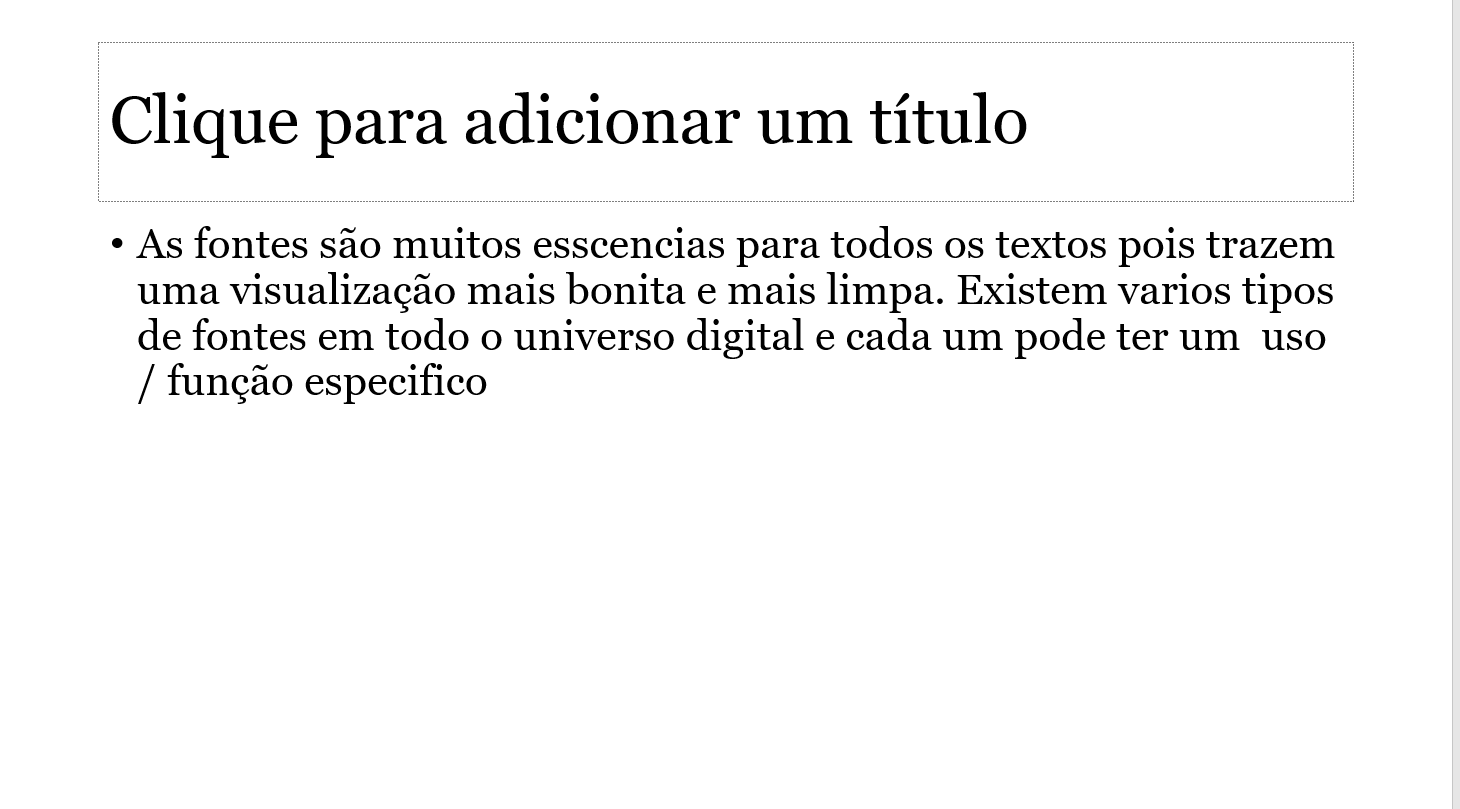 Clique para adicionar um título
• As fontes são muitos esscencias para todos os textos pois trazem
uma visualização mais bonita e mais limpa. Existem varios tipos
de fontes em todo o universo digital e cada um pode ter um  uso
/ função especifico